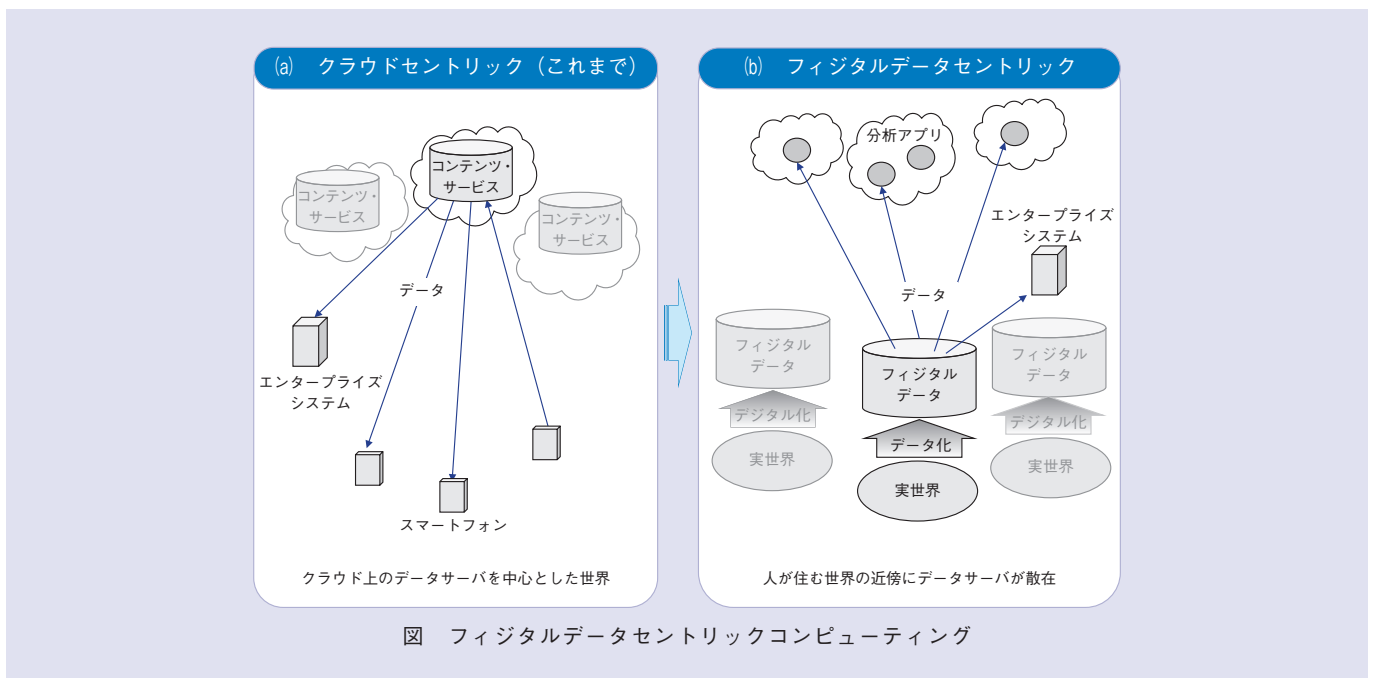 (a) クラウドセントリック（これまで）
コンテンツ・
サービス
コンテンツ・
サービス
コンテンツ・
サービス
データ
エンタープライズ
システム
スマートフォン
クラウド上のデータサーバを中心とした世界
(b) フィジタルデータセントリック
分析アプリ
エンタープライズ
システム
データ
フィジタル
データ
フィジタル
データ
フィジタル
データ
デジタル化
データ化
デジタル化
実世界
実世界
実世界
人が住む世界の近傍にデータサーバが散在
図 フィジタルデータセントリックコンピューティング